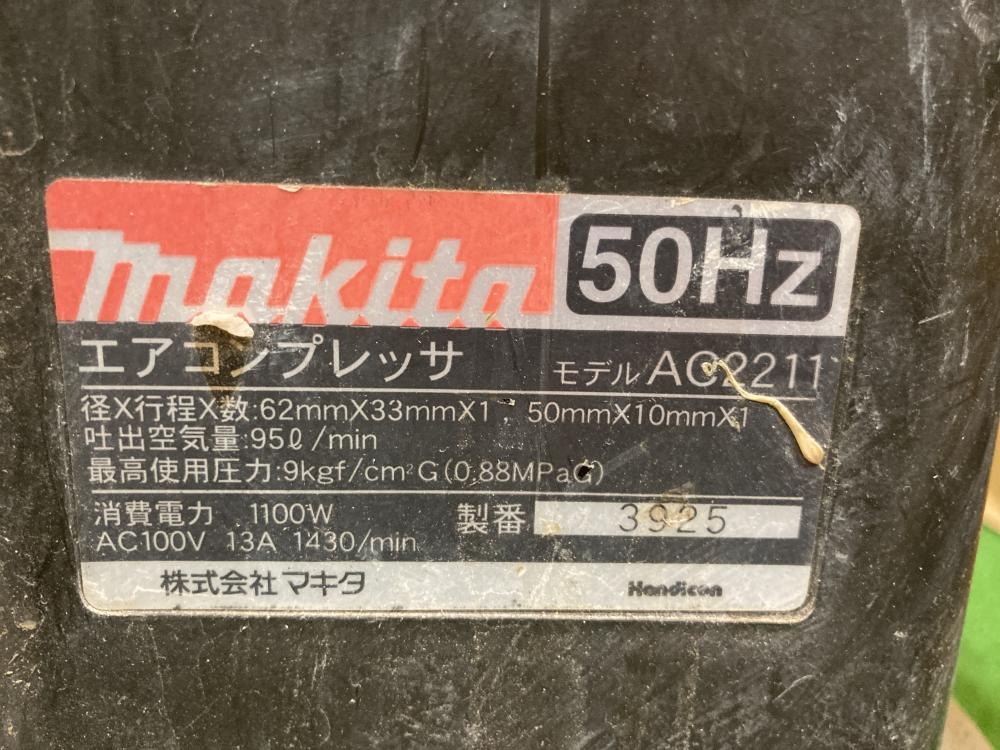 makita
50Hz
エアコンプレッサ モデル AC2211
径X行程X数:62mmX33mmX1 50mmX10mmX1
吐出空気量:95ℓ/min
最高使用圧力:9kgf/cm²G(0.88MPaG)
消費電力 1100W 製番 3925
AC100V 13A 1430/min
株式会社マキタ Handicon